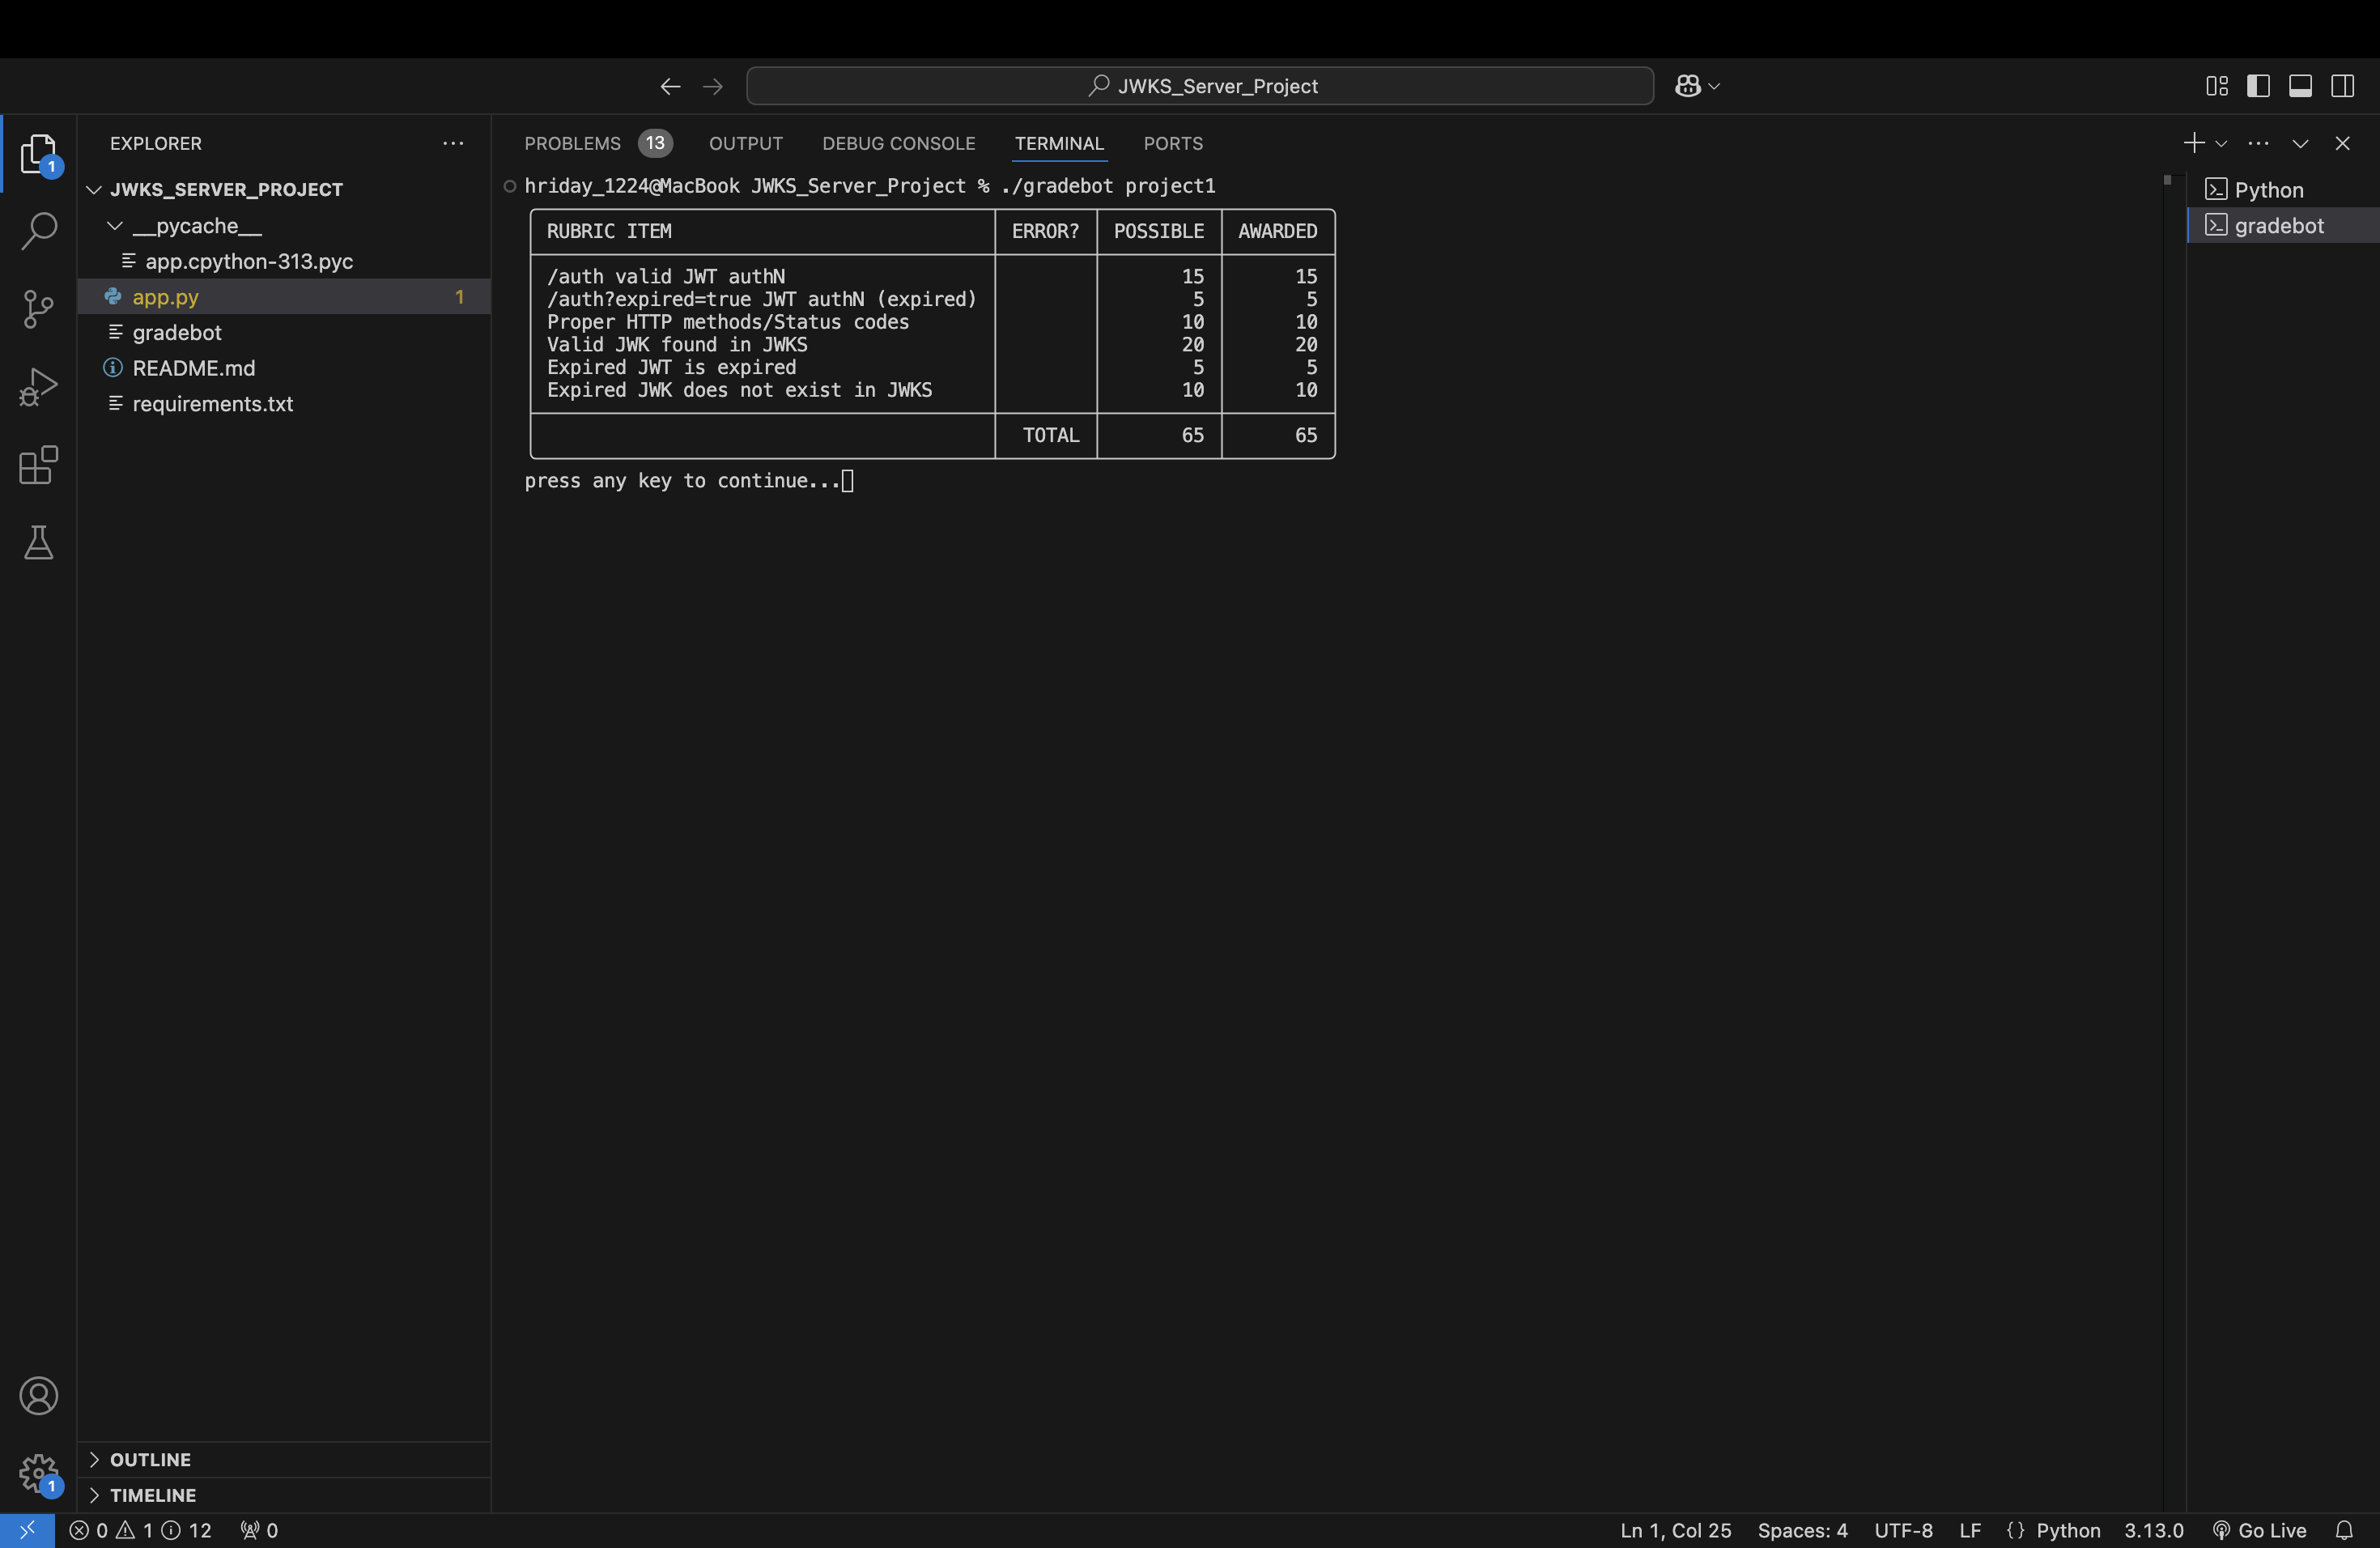 JWKS_Server_Project
EXPLORER
JWKS_SERVER_PROJECT
__pycache__
app.cpython-313.pyc
app.py 1
gradebot
README.md
requirements.txt
OUTLINE
TIMELINE
1
1
PROBLEMS 13 OUTPUT DEBUG CONSOLE TERMINAL PORTS
hriday_1224@MacBook JWKS_Server_Project % ./gradebot project1
RUBRIC ITEM ERROR? POSSIBLE AWARDED
/auth valid JWT authN 15 15
/auth?expired=true JWT authN (expired) 5 5
Proper HTTP methods/Status codes 10 10
Valid JWK found in JWKS 20 20
Expired JWT is expired 5 5
Expired JWK does not exist in JWKS 10 10
TOTAL 65 65
press any key to continue...
Python
gradebot
0 1 12 0 Ln 1, Col 25 Spaces: 4 UTF-8 LF {} Python 3.13.0 Go Live